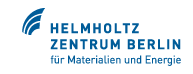 HELMHOLTZ
ZENTRUM BERLIN
für Materialien und Energie